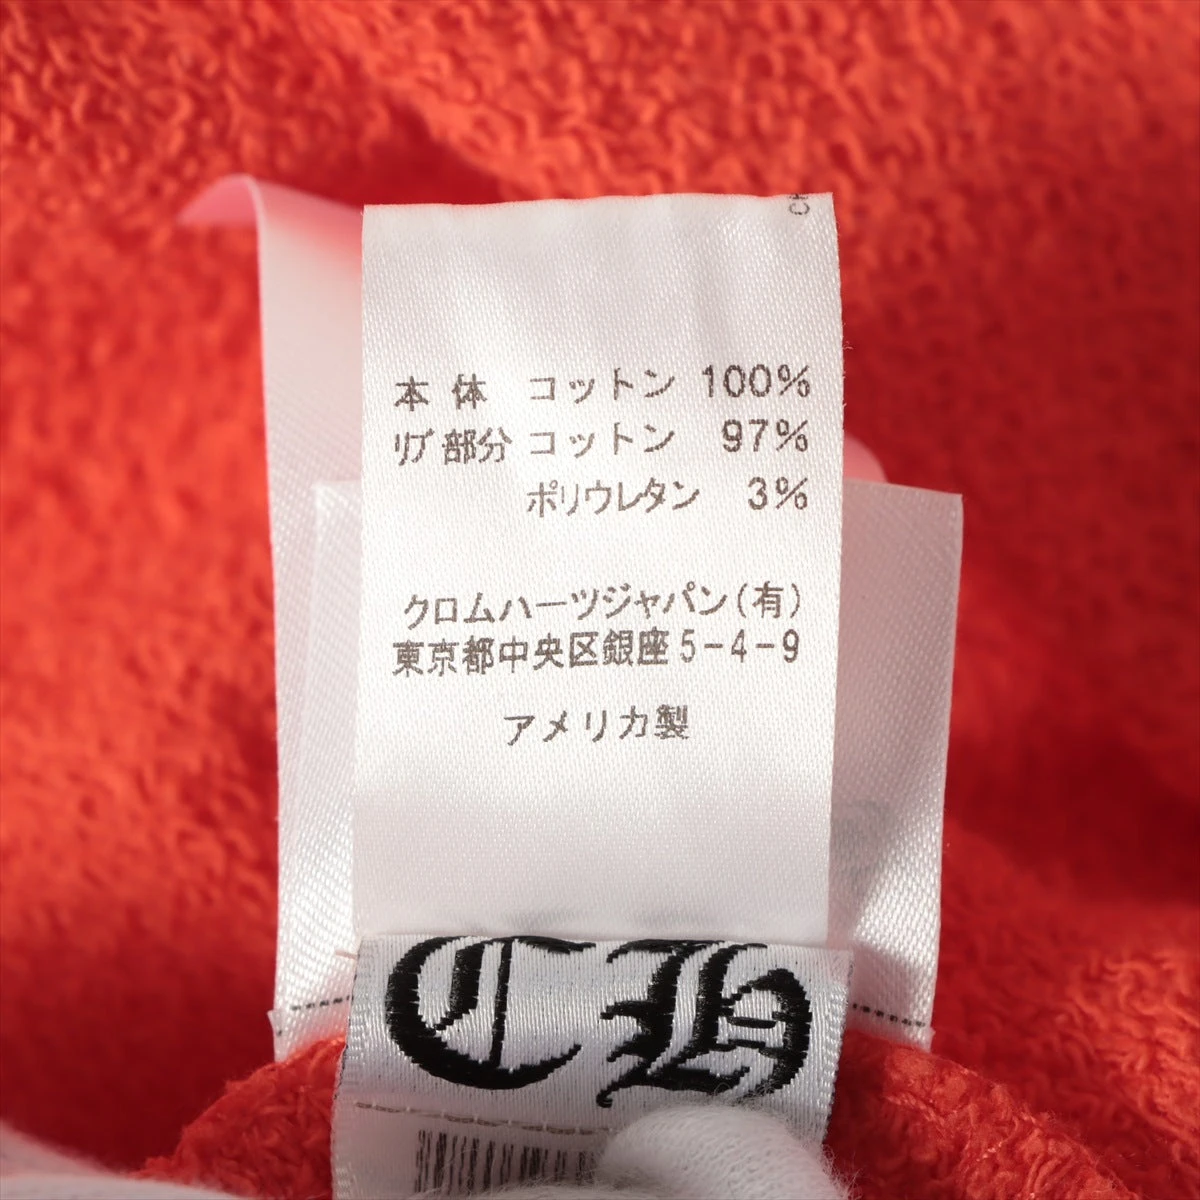 本体 コットン 100%
リブ部分 コットン 97%
ポリウレタン 3%
クロムハーツジャパン(有)
東京都中央区銀座5-4-9
アメリカ製
CH